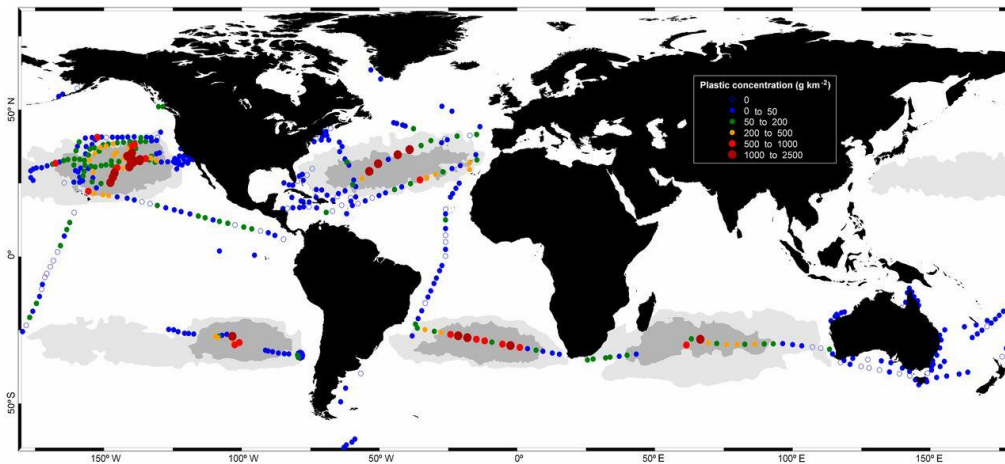 Plastic concentration (g km⁻²)
0
0 to 50
50 to 200
200 to 500
500 to 1000
1000 to 2500
50° N
0°
50°S
150° W
100° W
50° W
0°
50° E
100° E
150° E